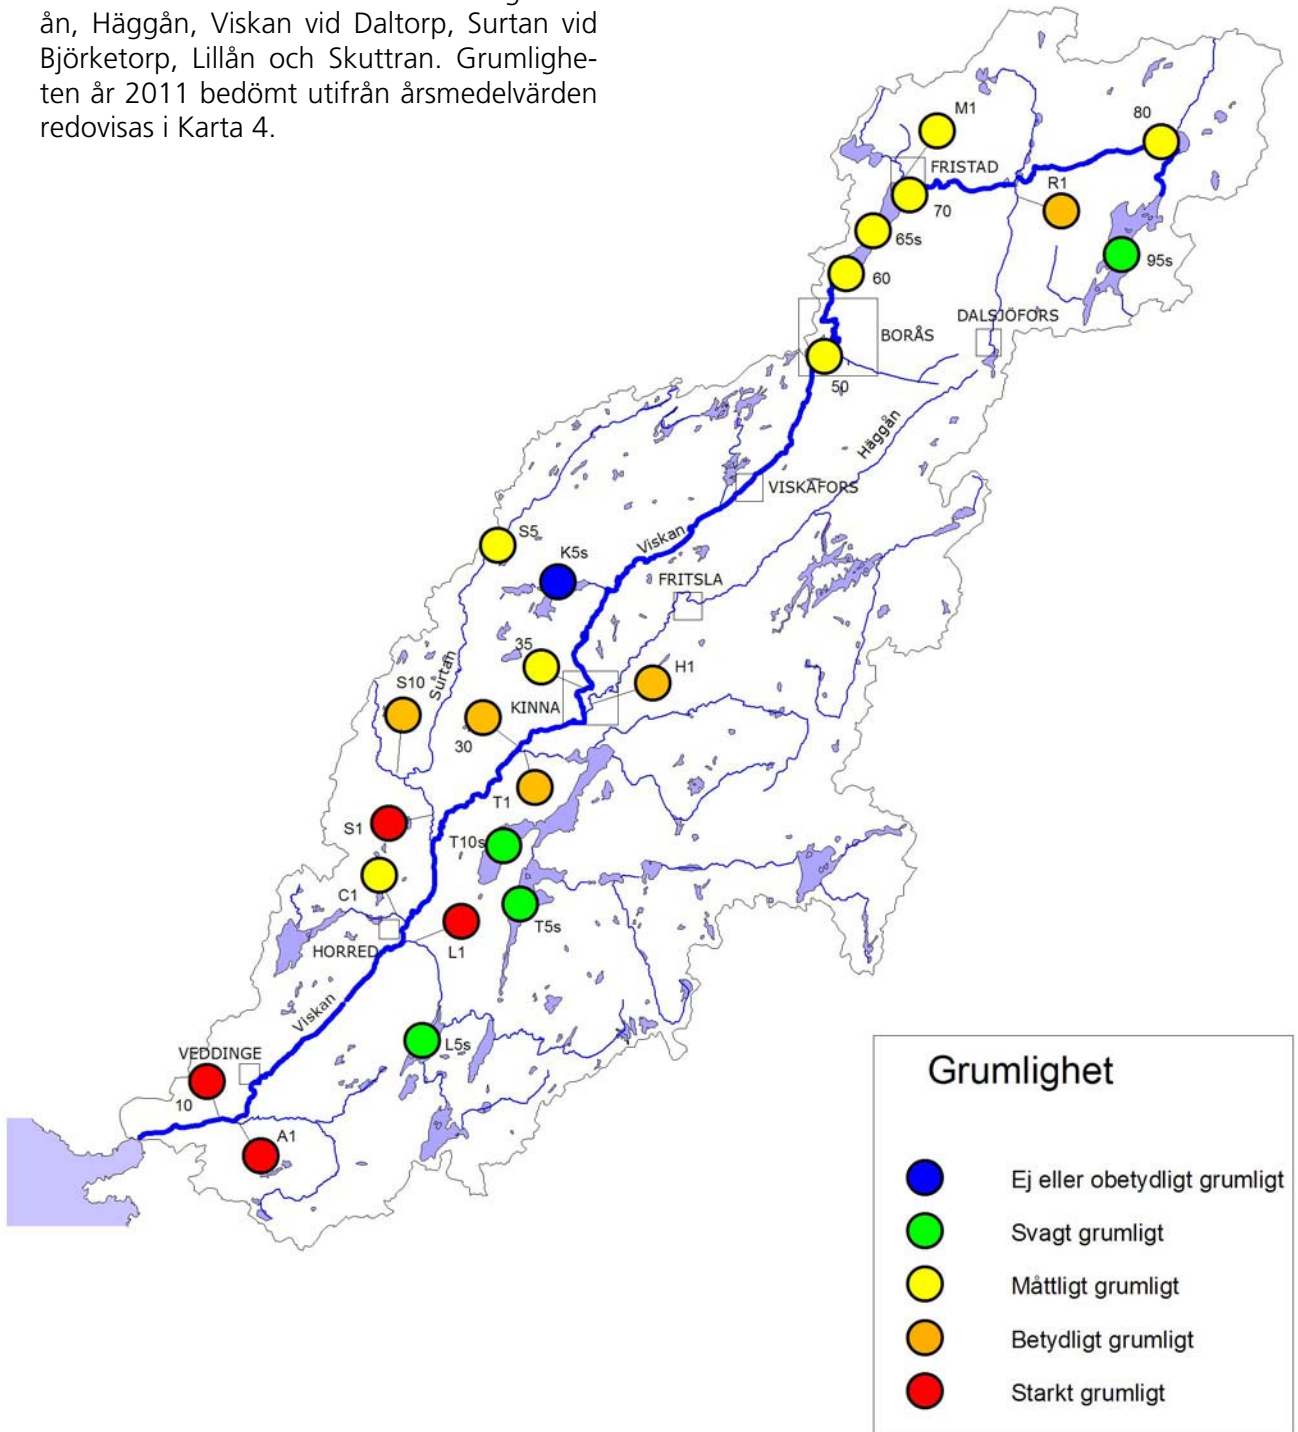 ån, Häggån, Viskan vid Daltorp, Surtan vid
Björketorp, Lillån och Skuttran. Grumlighe-
ten år 2011 bedömt utifrån årsmedelvärden
redovisas i Karta 4.
M1
80
FRISTAD
R1
70
65s
95s
60
DALSJÖFORS
BORÅS
50
Häggån
VISKAFORS
S5
Viskan
K5s
FRITSLA
35
Surtan
H1
S10
KINNA
30
T1
S1
T10s
C1
T5s
L1
HORRED
Viskan
L5s
VEDDINGE
10
A1
Grumlighet
Ej eller obetydligt grumligt
Svagt grumligt
Måttligt grumligt
Betydligt grumligt
Starkt grumligt